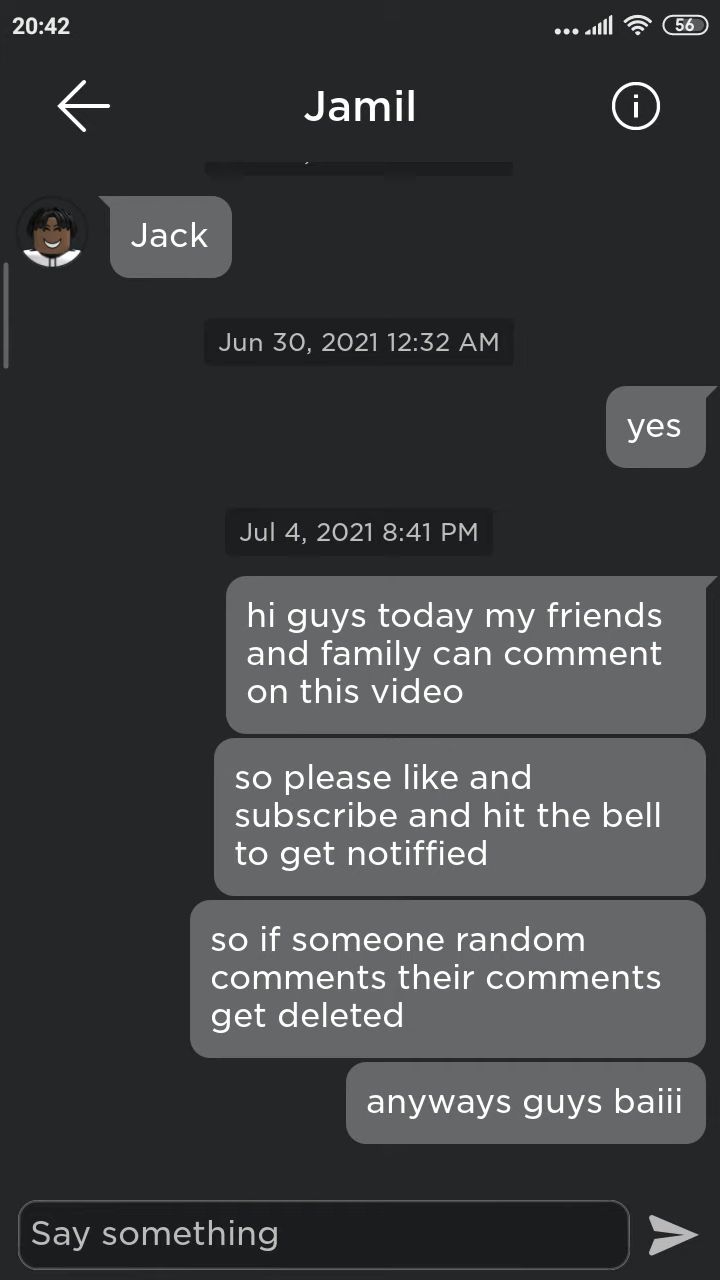 20:42
56
Jamil
Jack
Jun 30, 2021 12:32 AM
yes
Jul 4, 2021 8:41 PM
hi guys today my friends
and family can comment
on this video
so please like and
subscribe and hit the bell
to get notiffied
so if someone random
comments their comments
get deleted
anyways guys baiii
Say something